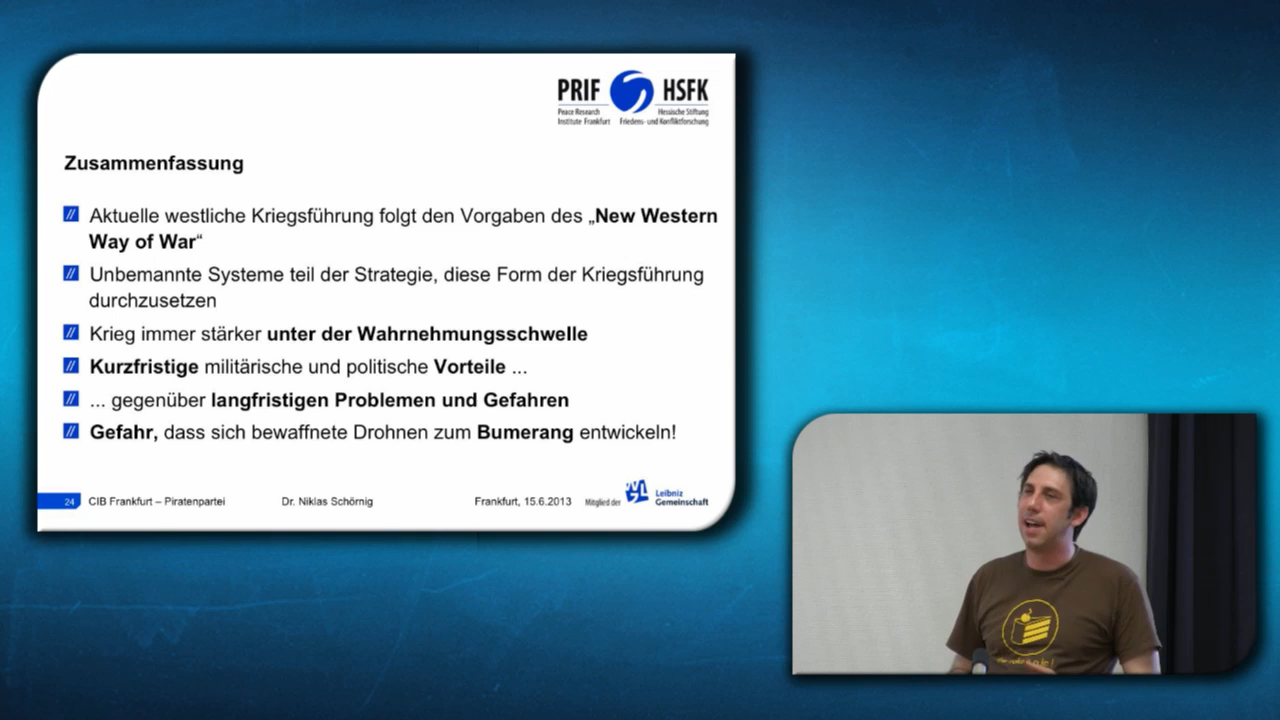 PRIF HSFK
Peace Research Hessische Stiftung
Institute Frankfurt Friedens- und Konfliktforschung
Zusammenfassung
Aktuelle westliche Kriegsführung folgt den Vorgaben des „New Western
Way of War“
Unbemannte Systeme teil der Strategie, diese Form der Kriegsführung
durchzusetzen
Krieg immer stärker unter der Wahrnehmungsschwelle
Kurzfristige militärische und politische Vorteile ...
... gegenüber langfristigen Problemen und Gefahren
Gefahr, dass sich bewaffnete Drohnen zum Bumerang entwickeln!
24 CIB Frankfurt – Piratenpartei Dr. Niklas Schörnig Frankfurt, 15.6.2013 Mitglied der Leibniz
Gemeinschaft